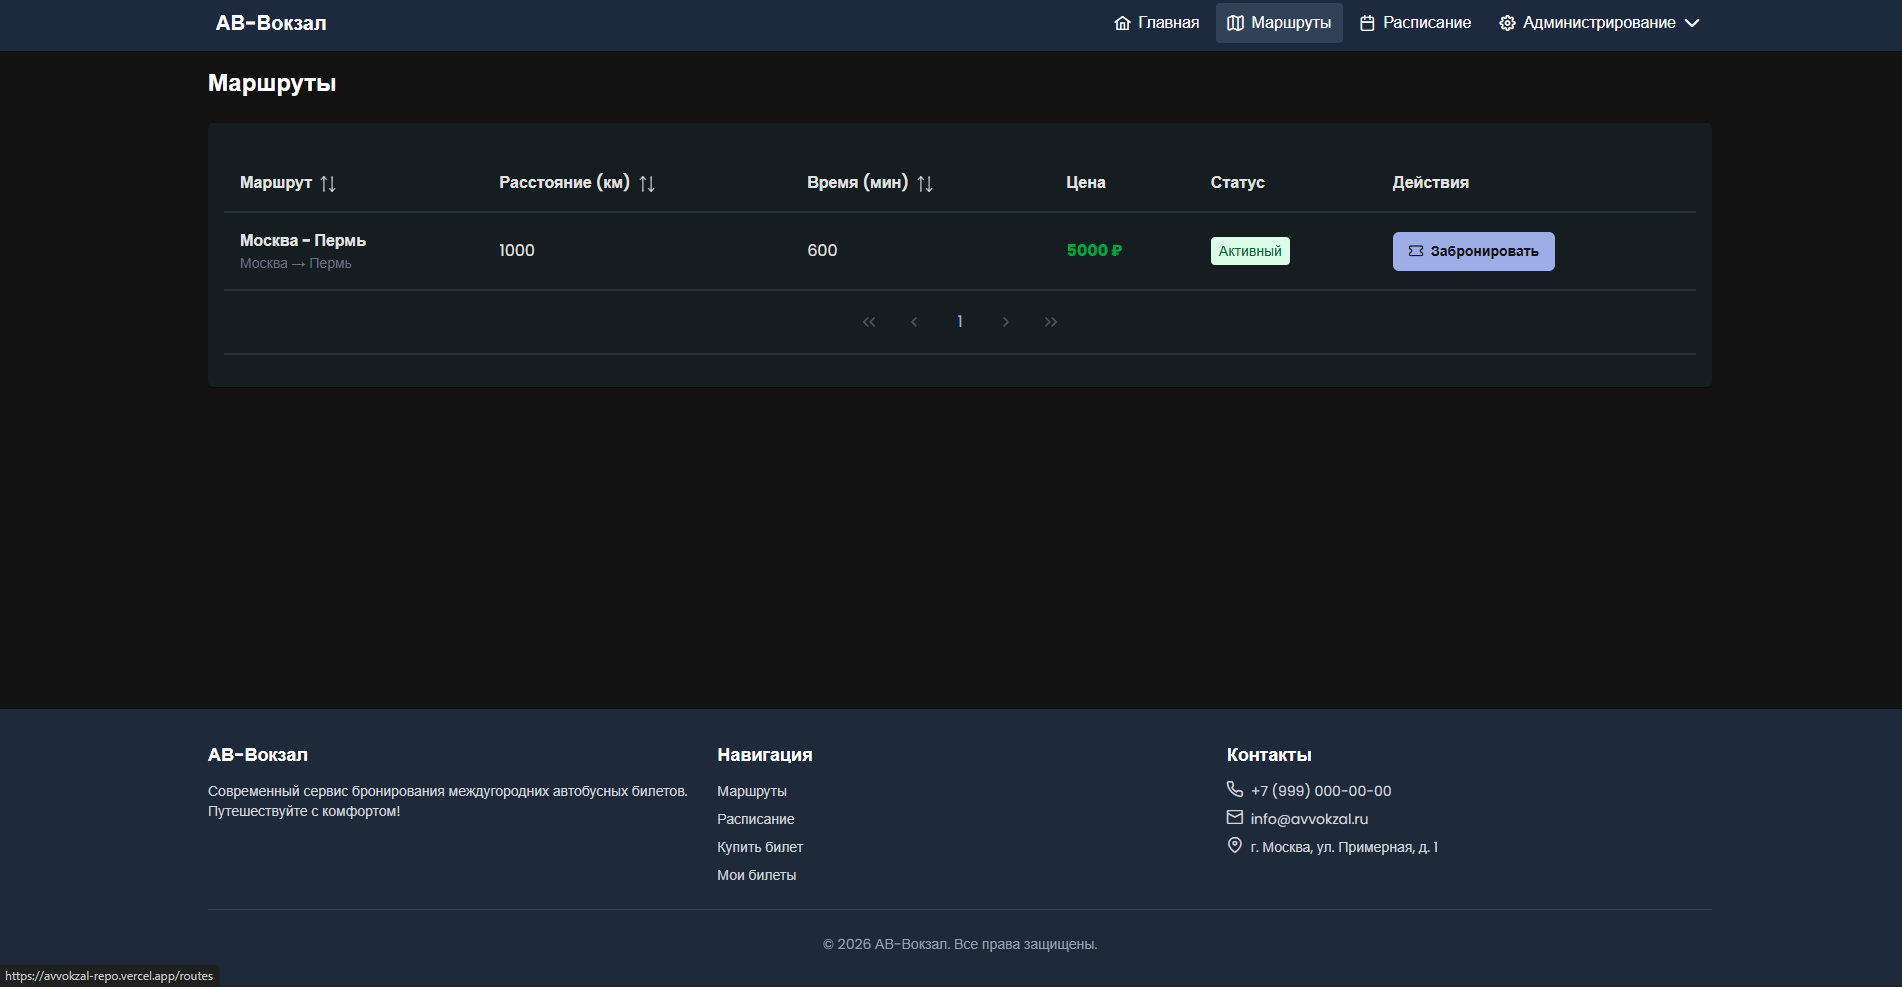 АВ-Вокзал
Главная
Маршруты
Расписание
Администрирование
Маршруты
Маршрут
Расстояние (км)
Время (мин)
Цена
Статус
Действия
Москва - Пермь
Москва → Пермь
1000
600
5000 ₽
Активный
Забронировать
1
АВ-Вокзал
Современный сервис бронирования междугородних автобусных билетов.
Путешествуйте с комфортом!
Навигация
Маршруты
Расписание
Купить билет
Мои билеты
Контакты
+7 (999) 000-00-00
info@avvokzal.ru
г. Москва, ул. Примерная, д. 1
© 2026 АВ-Вокзал. Все права защищены.
https://avvokzal-repo.vercel.app/routes